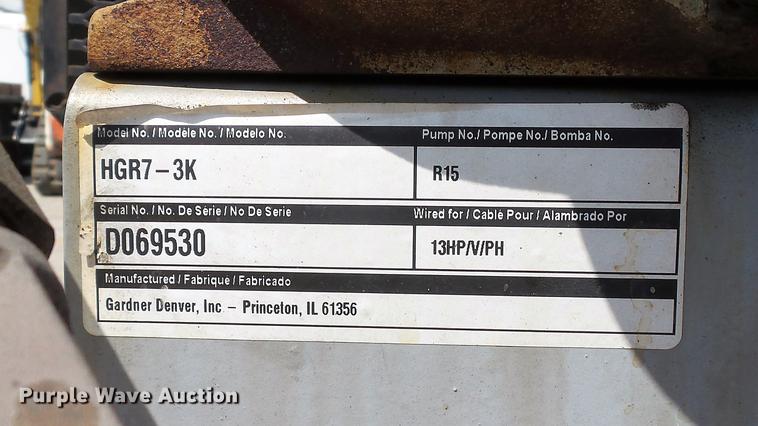 Model No. / Modèle No. / Modelo No.
Pump No./ Pompe No./ Bomba No.
HGR7-3K
R15
Serial No. / No. De Série / No De Serie
Wired for / Cablé Pour / Alambrado Por
D069530
13HP/V/PH
Manufactured / Fabriqué / Fabricado
Gardner Denver, Inc - Princeton, IL 61356
Purple Wave Auction